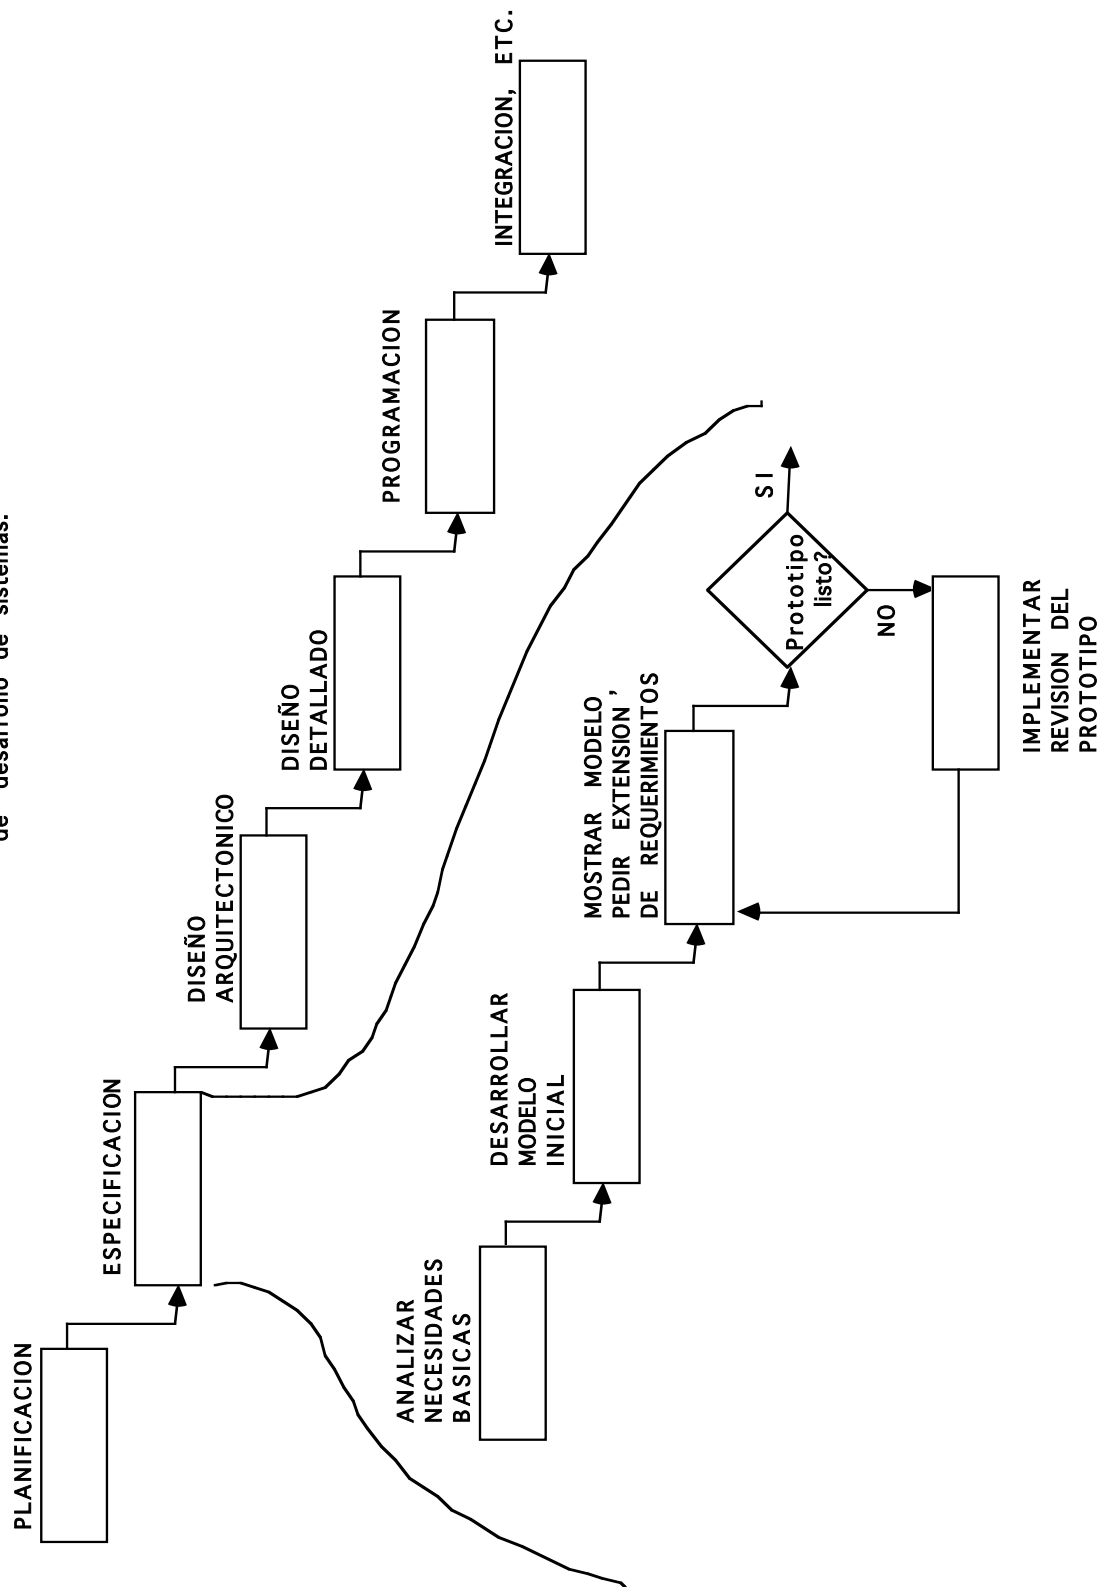 de desarrollo de sistemas.
PLANIFICACION
ESPECIFICACION
DISEÑO
ARQUITECTONICO
DISEÑO
DETALLADO
PROGRAMACION
INTEGRACION, ETC.
ANALIZAR
NECESIDADES
BASICAS
DESARROLLAR
MODELO
INICIAL
MOSTRAR MODELO
PEDIR EXTENSION,
DE REQUERIMIENTOS
Prototipo
listo?
SI
NO
IMPLEMENTAR
REVISION DEL
PROTOTIPO